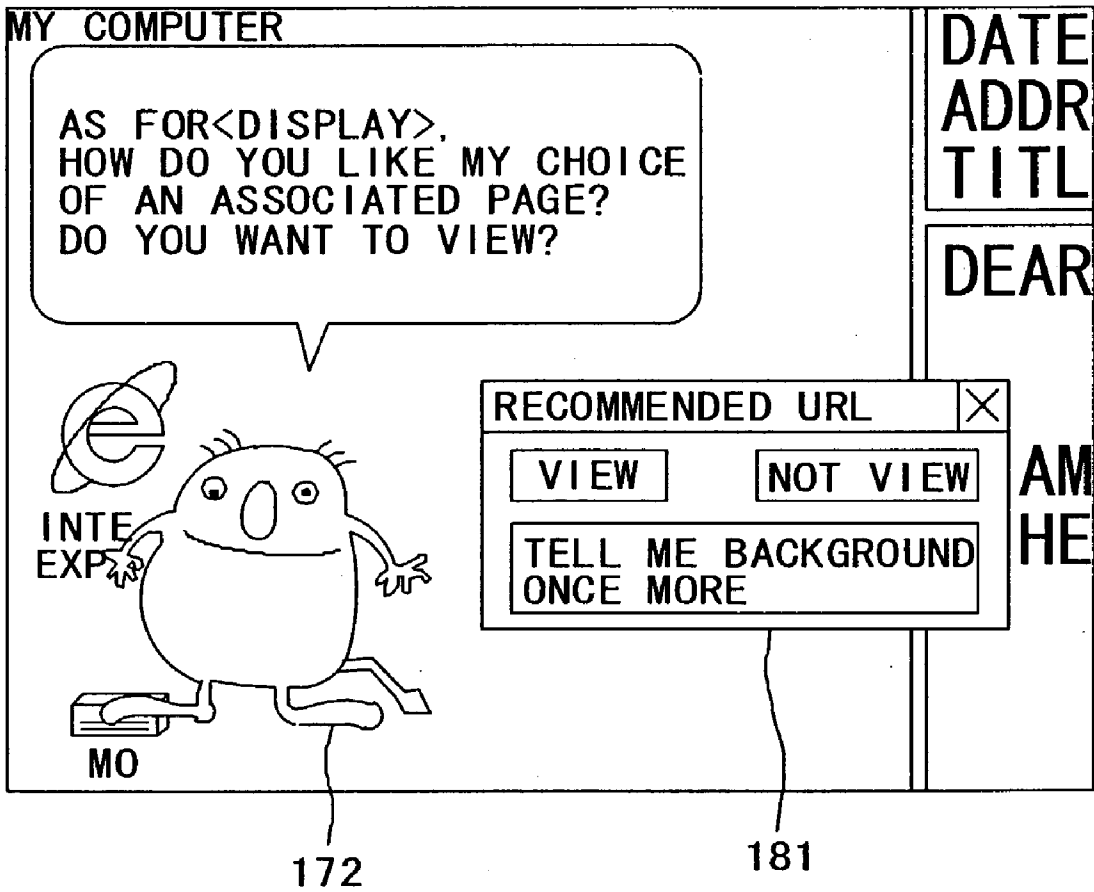 MY COMPUTER
AS FOR<DISPLAY>,
HOW DO YOU LIKE MY CHOICE
OF AN ASSOCIATED PAGE?
DO YOU WANT TO VIEW?
DATE
ADDR
TITL
DEAR
AM
HE
RECOMMENDED URL
VIEW
NOT VIEW
TELL ME BACKGROUND
ONCE MORE
e
INTE
EXP
MO
172
181